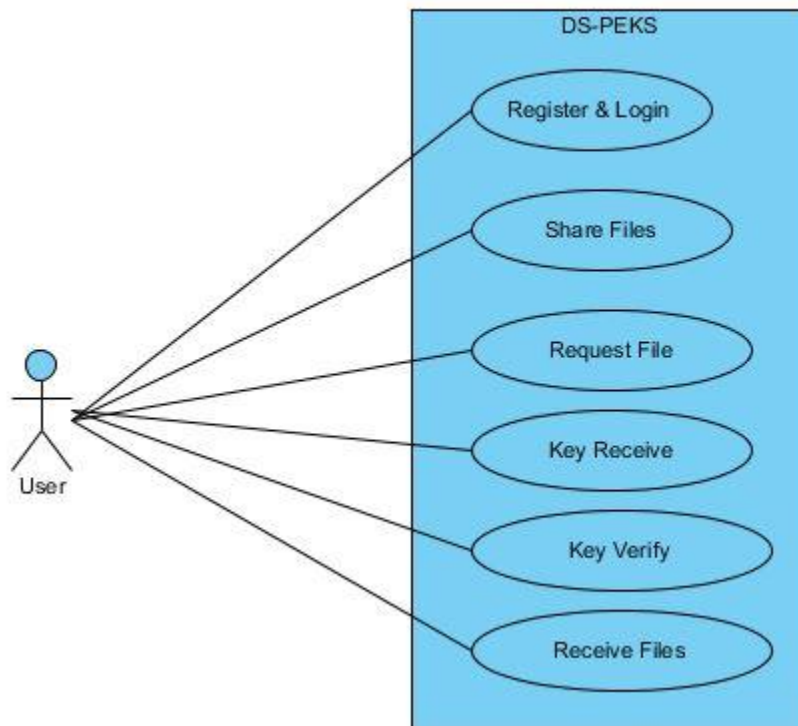 DS-PEKS
Register & Login
Share Files
Request File
Key Receive
User
Key Verify
Receive Files